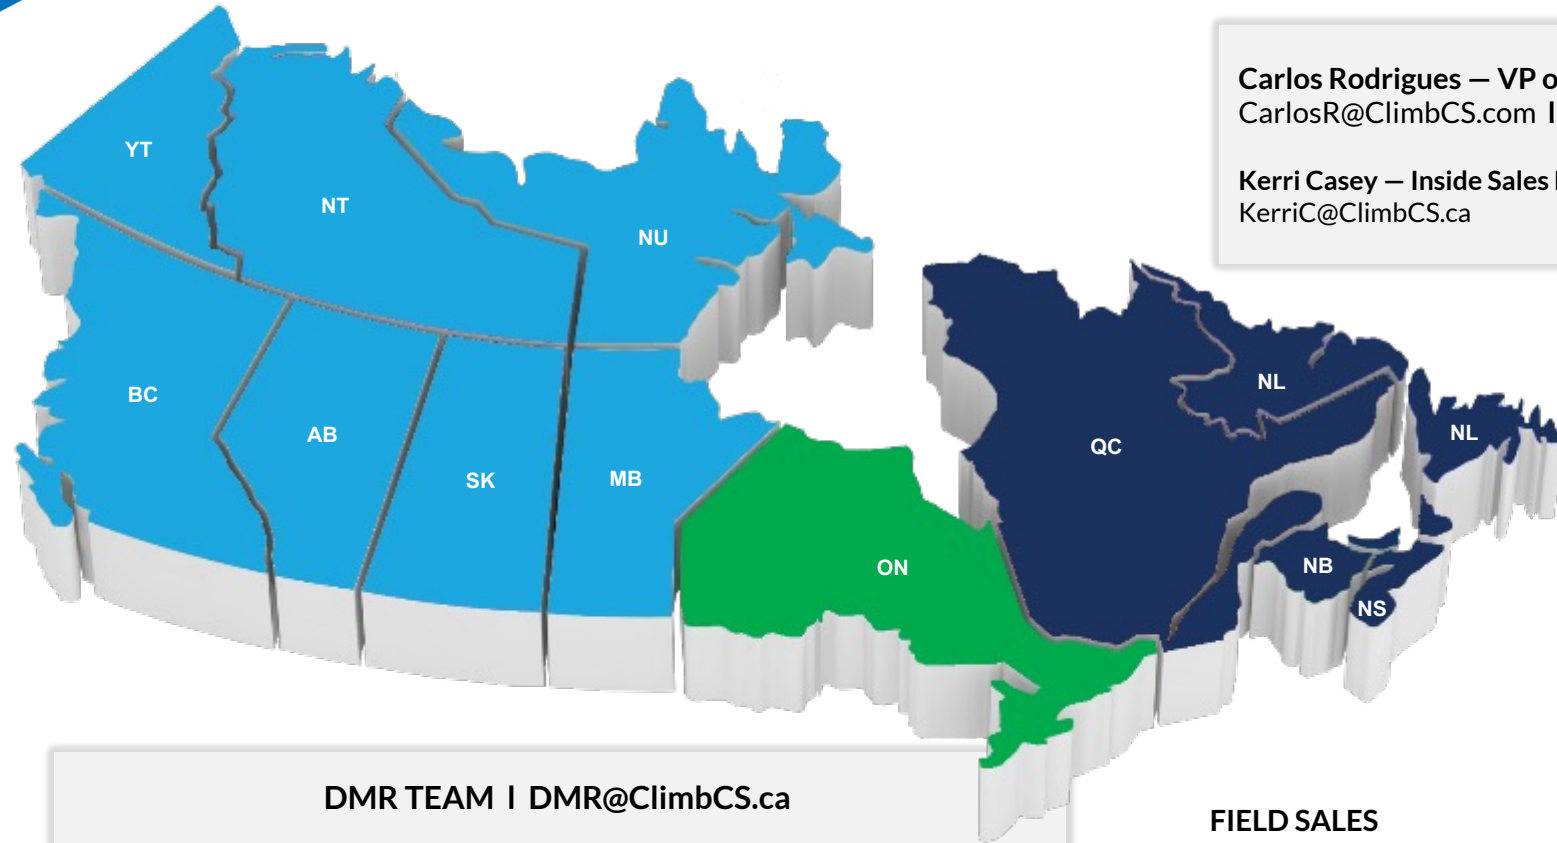 Carlos Rodrigues — VP o
CarlosR@ClimbCS.com I
Kerri Casey — Inside Sales
KerriC@ClimbCS.ca
YT
NT
NU
BC
AB
SK
MB
ON
QC
NL
NL
NB
NS
DMR TEAM I DMR@ClimbCS.ca
FIELD SALES